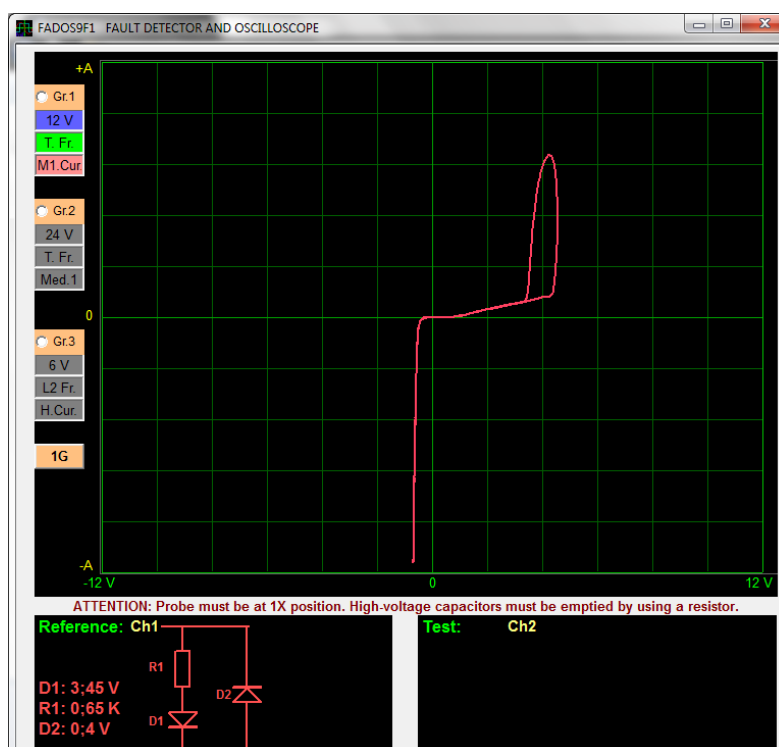 FADOS9F1 FAULT DETECTOR AND OSCILLOSCOPE
+A
Gr.1
12 V
T. Fr.
M1.Cur.
Gr.2
24 V
T. Fr.
Med.1
0
Gr.3
6 V
L2 Fr.
H.Cur.
1G
-A
-12 V 0 12 V
ATTENTION: Probe must be at 1X position. High-voltage capacitors must be emptied by using a resistor.
Reference: Ch1
R1
D1: 3;45 V
R1: 0;65 K
D2: 0;4 V
D2
D1
Test: Ch2